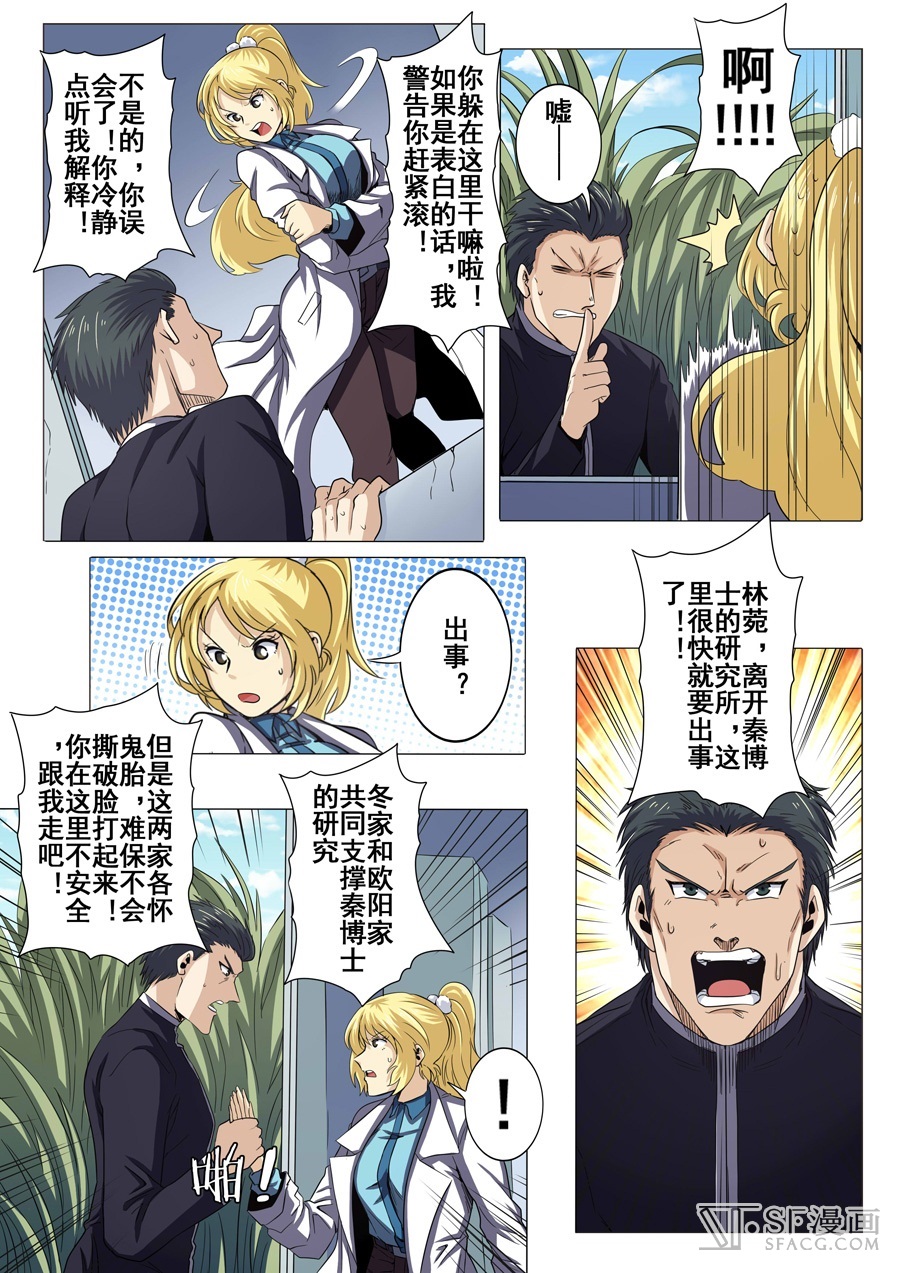 啊
!!!!
嘘——
你躲在这里干嘛啦！
如果是表白的话，我
警告你赶紧滚！
不是的，你误
会了！你冷静
点听我解释！
林菀，离开秦博
士的研究所，这
里很快就要出事
了！！
出事？
冬家和欧阳家
共同支撑秦博士
的研究
但是这两家各怀
鬼胎，难保不会
撕破脸打起来！
你在这里不安全
，跟我走吧！
！
啪！
SF漫画
SFACG.COM